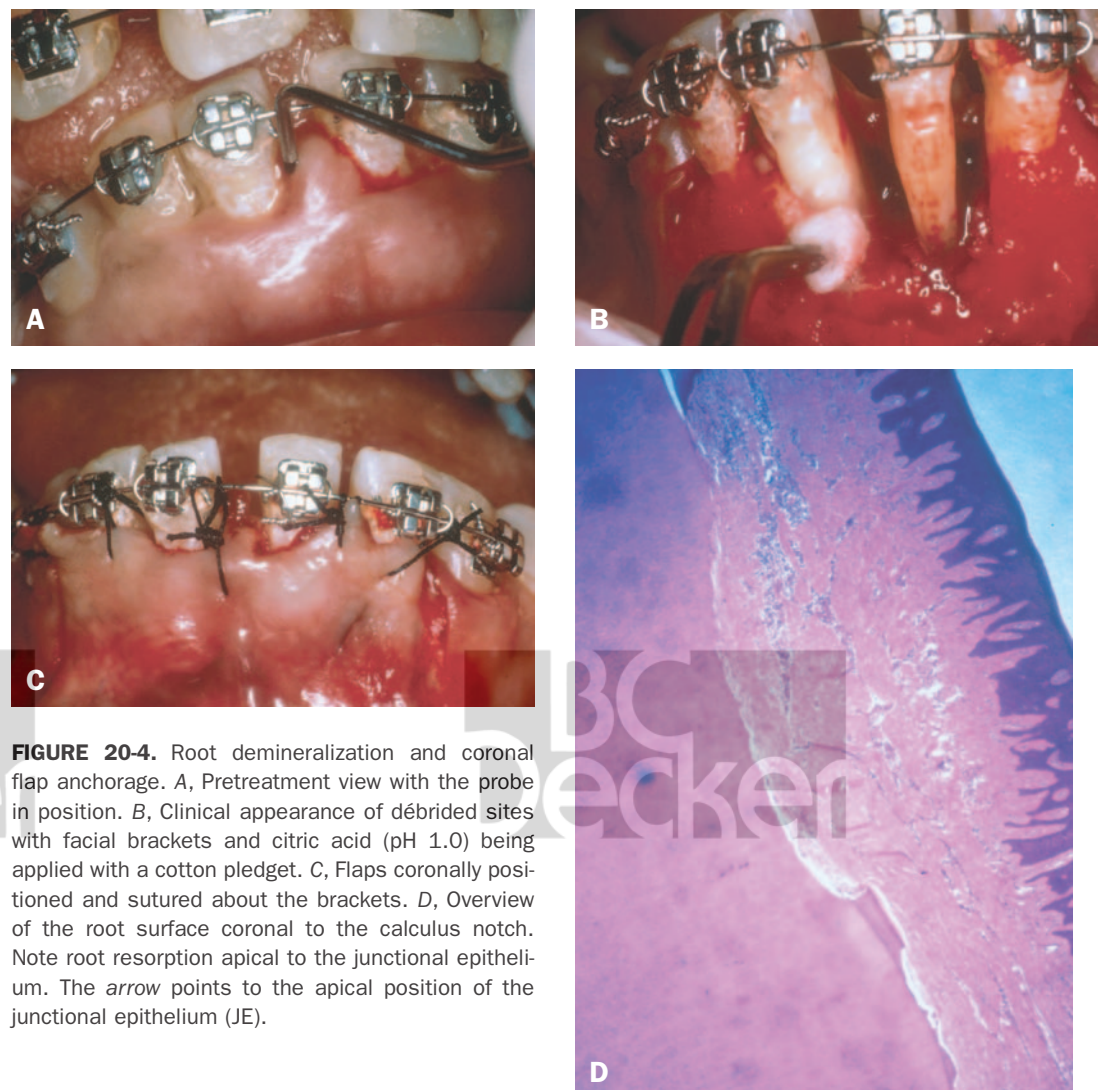 A
B
C
D
BC
Decker
FIGURE 20-4. Root demineralization and coronal
flap anchorage. A, Pretreatment view with the probe
in position. B, Clinical appearance of débrided sites
with facial brackets and citric acid (pH 1.0) being
applied with a cotton pledget. C, Flaps coronally posi-
tioned and sutured about the brackets. D, Overview
of the root surface coronal to the calculus notch.
Note root resorption apical to the junctional epitheli-
um. The arrow points to the apical position of the
junctional epithelium (JE).